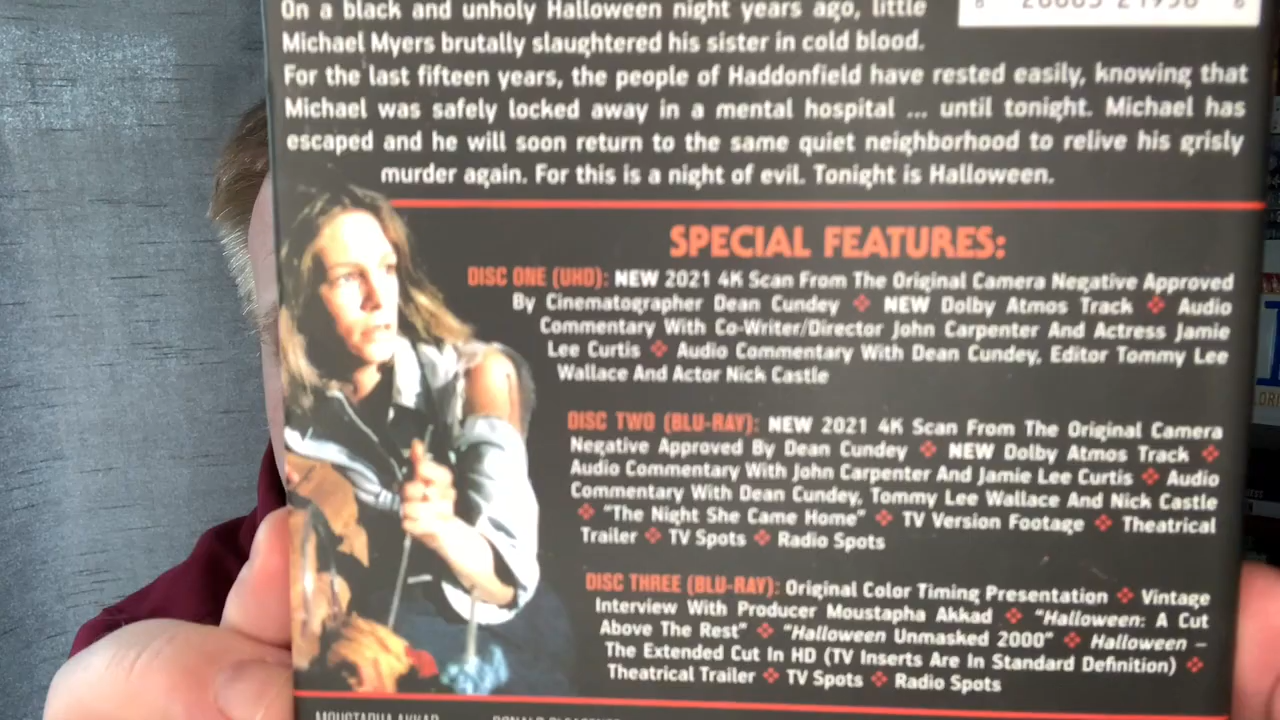 On a black and unholy Halloween night years ago, little
Michael Myers brutally slaughtered his sister in cold blood.
For the last fifteen years, the people of Haddonfield have rested easily, knowing that
Michael was safely locked away in a mental hospital ... until tonight. Michael has
escaped and he will soon return to the same quiet neighborhood to relive his grisly
murder again. For this is a night of evil. Tonight is Halloween.
SPECIAL FEATURES:
DISC ONE (UHD): NEW 2021 4K Scan From The Original Camera Negative Approved
By Cinematographer Dean Cundey ❖ NEW Dolby Atmos Track ❖ Audio
Commentary With Co-Writer/Director John Carpenter And Actress Jamie
Lee Curtis ❖ Audio Commentary With Dean Cundey, Editor Tommy Lee
Wallace And Actor Nick Castle
DISC TWO (BLU-RAY): NEW 2021 4K Scan From The Original Camera
Negative Approved By Dean Cundey ❖ NEW Dolby Atmos Track ❖
Audio Commentary With John Carpenter And Jamie Lee Curtis ❖ Audio
Commentary With Dean Cundey, Tommy Lee Wallace And Nick Castle
❖ "The Night She Came Home" ❖ TV Version Footage ❖ Theatrical
Trailer ❖ TV Spots ❖ Radio Spots
DISC THREE (BLU-RAY): Original Color Timing Presentation ❖ Vintage
Interview With Producer Moustapha Akkad ❖ "Halloween: A Cut
Above The Rest" ❖ "Halloween Unmasked 2000" ❖ Halloween –
The Extended Cut In HD (TV Inserts Are In Standard Definition) ❖
Theatrical Trailer ❖ TV Spots ❖ Radio Spots